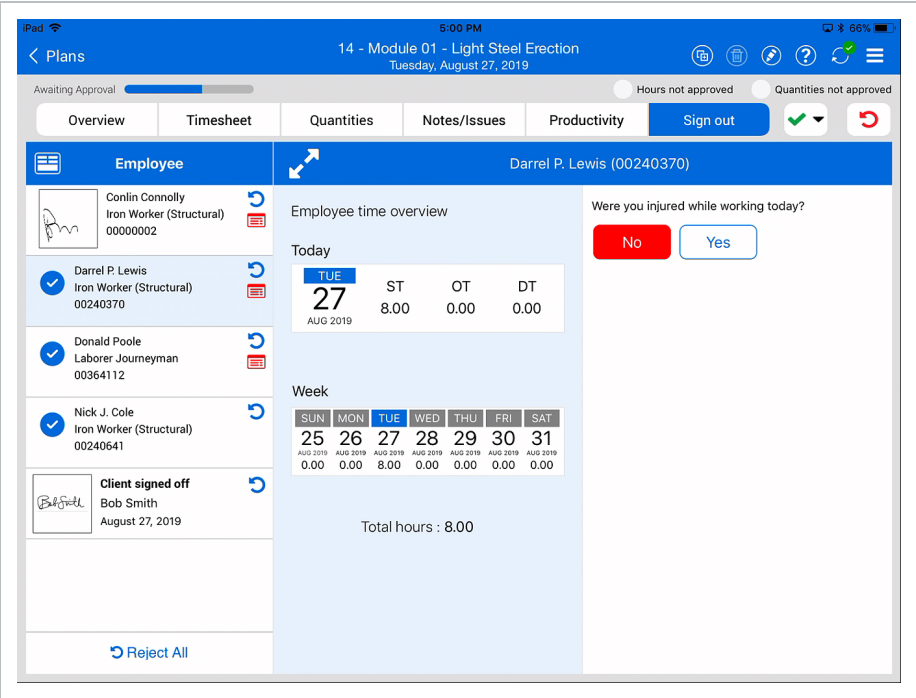 iPad 5:00 PM 66%
Plans
14 - Module 01 - Light Steel Erection
Tuesday, August 27, 2019
Awaiting Approval
Hours not approved
Quantities not approved
Overview
Timesheet
Quantities
Notes/Issues
Productivity
Sign out
Employee
Darrel P. Lewis (00240370)
Conlin Connolly
Iron Worker (Structural)
00000002
Darrel P. Lewis
Iron Worker (Structural)
00240370
Donald Poole
Laborer Journeyman
00364112
Nick J. Cole
Iron Worker (Structural)
00240641
Bob Smith
Client signed off
Bob Smith
August 27, 2019
Reject All
Employee time overview
Today
TUE
27
AUG 2019
ST OT DT
8.00 0.00 0.00
Week
SUN MON TUE WED THU FRI SAT
25 26 27 28 29 30 31
AUG 2019 AUG 2019 AUG 2019 AUG 2019 AUG 2019 AUG 2019 AUG 2019
0.00 0.00 8.00 0.00 0.00 0.00 0.00
Total hours : 8.00
Were you injured while working today?
No Yes